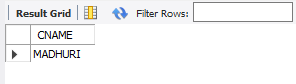 Result Grid Filter Rows:
CNAME
MADHURI